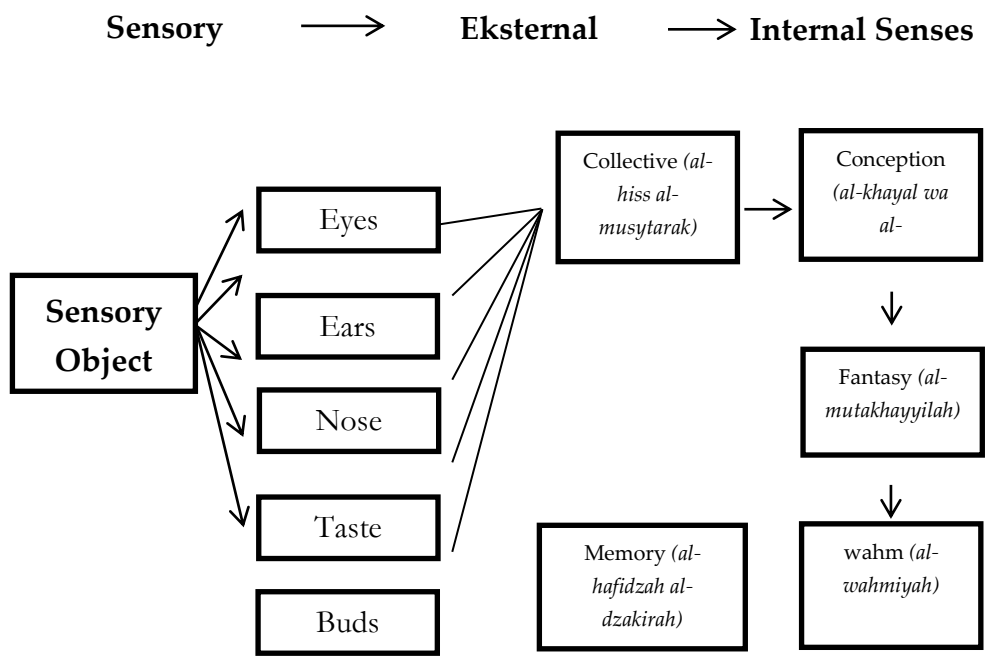 Sensory
Eksternal
Internal Senses
Sensory
Object
Eyes
Ears
Nose
Taste
Buds
Collective (al-
hiss al-
musytarak)
Conception
(al-khayal wa
al-
Fantasy (al-
mutakhayyilah)
wahm (al-
wahmiyah)
Memory (al-
hafidzah al-
dzakirah)